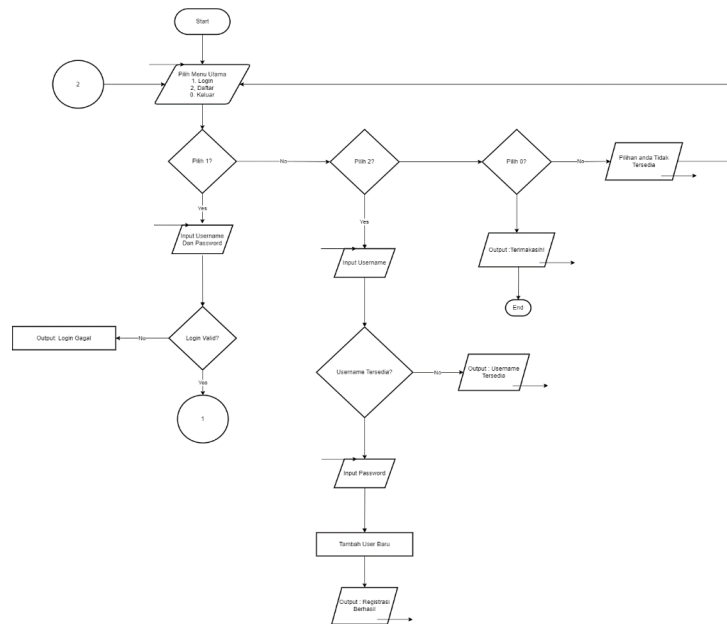 Start
2
Pilih Menu Utama
1. Login
2, Daftar
0. Keluar
Pilih 1?
No
Pilih 2?
Pilih 0?
No
Pilihan anda Tidak
Tersedia
Yes
Yes
Input Username
Dan Password
Input Username
Output :Terimakasih!
End
Output: Login Gagal
No
Login Valid?
Yes
1
Username Tersedia?
No
Output : Username
Tersedia
Input Password
Tambah User Baru
Output : Registrasi
Berhasil